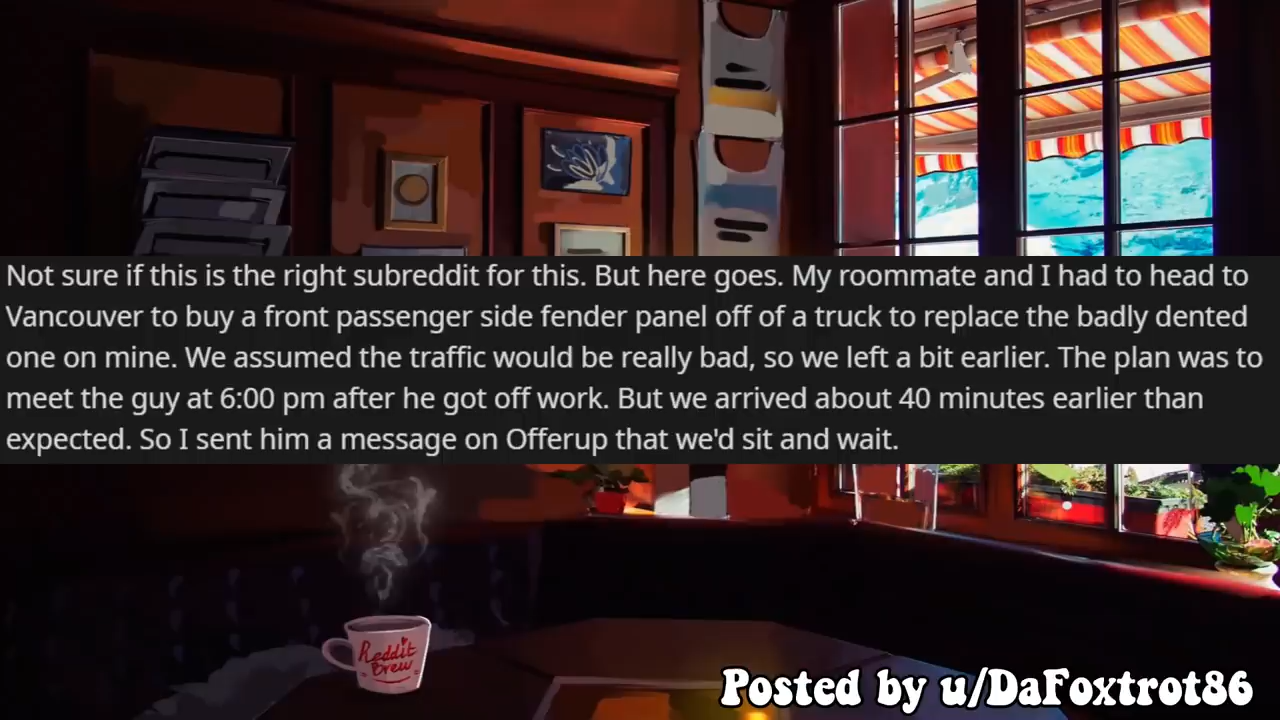 Not sure if this is the right subreddit for this. But here goes. My roommate and I had to head to
Vancouver to buy a front passenger side fender panel off of a truck to replace the badly dented
one on mine. We assumed the traffic would be really bad, so we left a bit earlier. The plan was to
meet the guy at 6:00 pm after he got off work. But we arrived about 40 minutes earlier than
expected. So I sent him a message on Offerup that we'd sit and wait.
Reddit
Brew
Posted by u/DaFoxtrot86